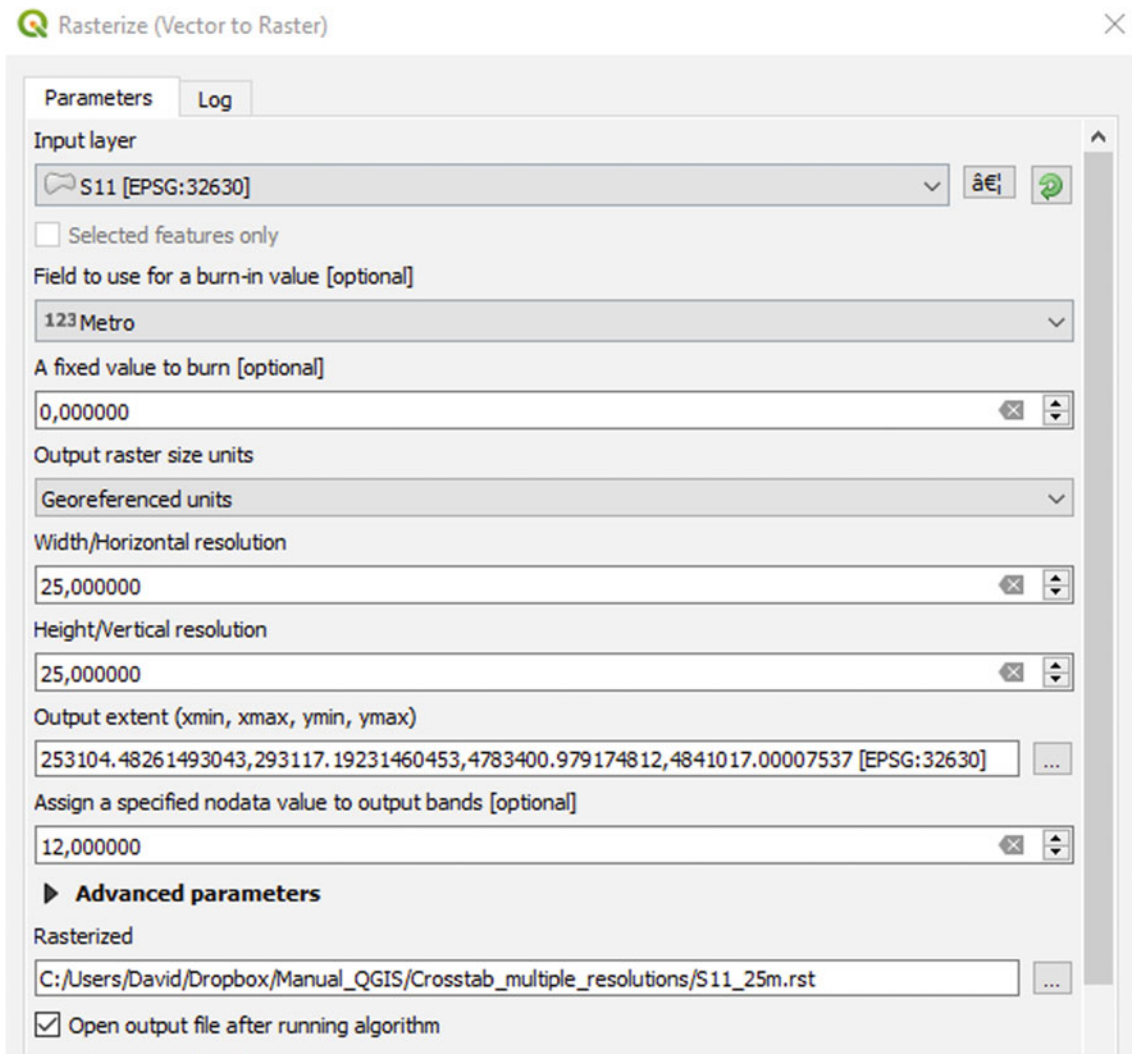 Rasterize (Vector to Raster)
Parameters
Log
Input layer
S11 [EPSG:32630]
â€¦
Selected features only
Field to use for a burn-in value [optional]
123 Metro
A fixed value to burn [optional]
0,000000
Output raster size units
Georeferenced units
Width/Horizontal resolution
25,000000
Height/Vertical resolution
25,000000
Output extent (xmin, xmax, ymin, ymax)
253104.48261493043,293117.19231460453,4783400.979174812,4841017.00007537 [EPSG:32630]
...
Assign a specified nodata value to output bands [optional]
12,000000
Advanced parameters
Rasterized
C:/Users/David/Dropbox/Manual_QGIS/Crosstab_multiple_resolutions/S11_25m.rst
...
Open output file after running algorithm